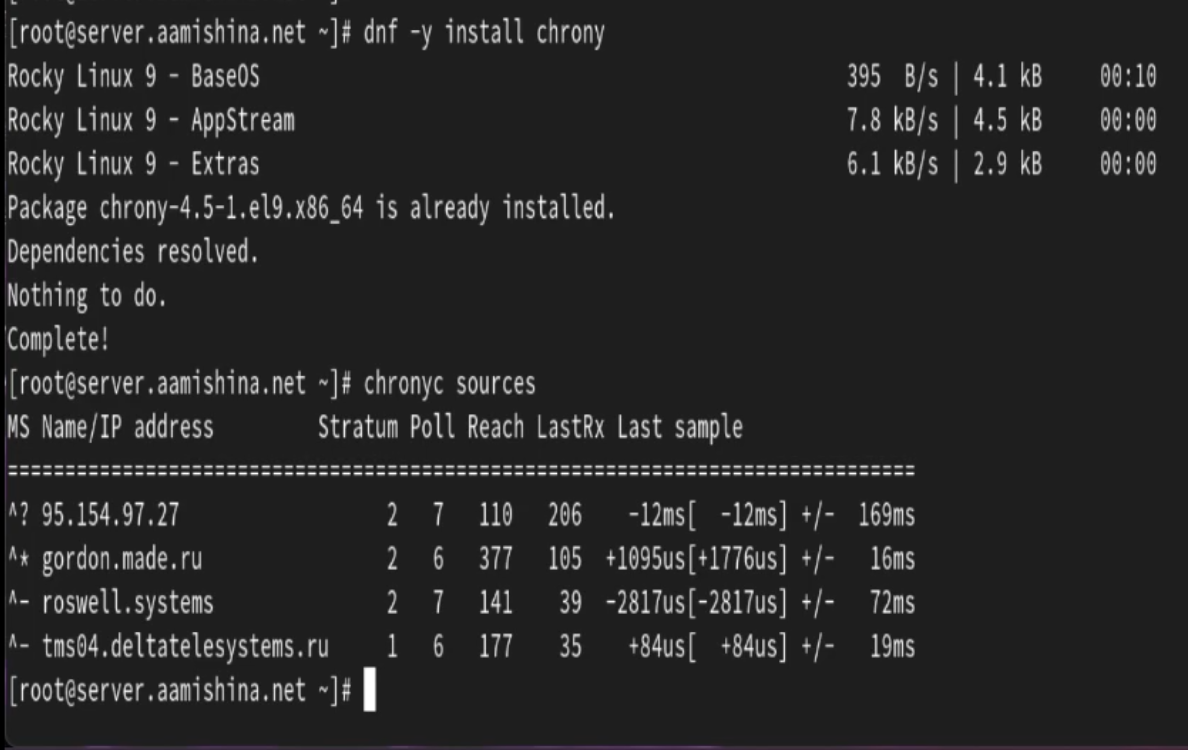 [root@server.aamishina.net ~]# dnf -y install chrony
Rocky Linux 9 - BaseOS 395 B/s | 4.1 kB 00:10
Rocky Linux 9 - AppStream 7.8 kB/s | 4.5 kB 00:00
Rocky Linux 9 - Extras 6.1 kB/s | 2.9 kB 00:00
Package chrony-4.5-1.el9.x86_64 is already installed.
Dependencies resolved.
Nothing to do.
Complete!
[root@server.aamishina.net ~]# chronyc sources
MS Name/IP address Stratum Poll Reach LastRx Last sample
===============================================================================
^? 95.154.97.27 2 7 110 206 -12ms[ -12ms] +/- 169ms
^* gordon.made.ru 2 6 377 105 +1095us[+1776us] +/- 16ms
^- roswell.systems 2 7 141 39 -2817us[-2817us] +/- 72ms
^- tms04.deltatelesystems.ru 1 6 177 35 +84us[ +84us] +/- 19ms
[root@server.aamishina.net ~]#